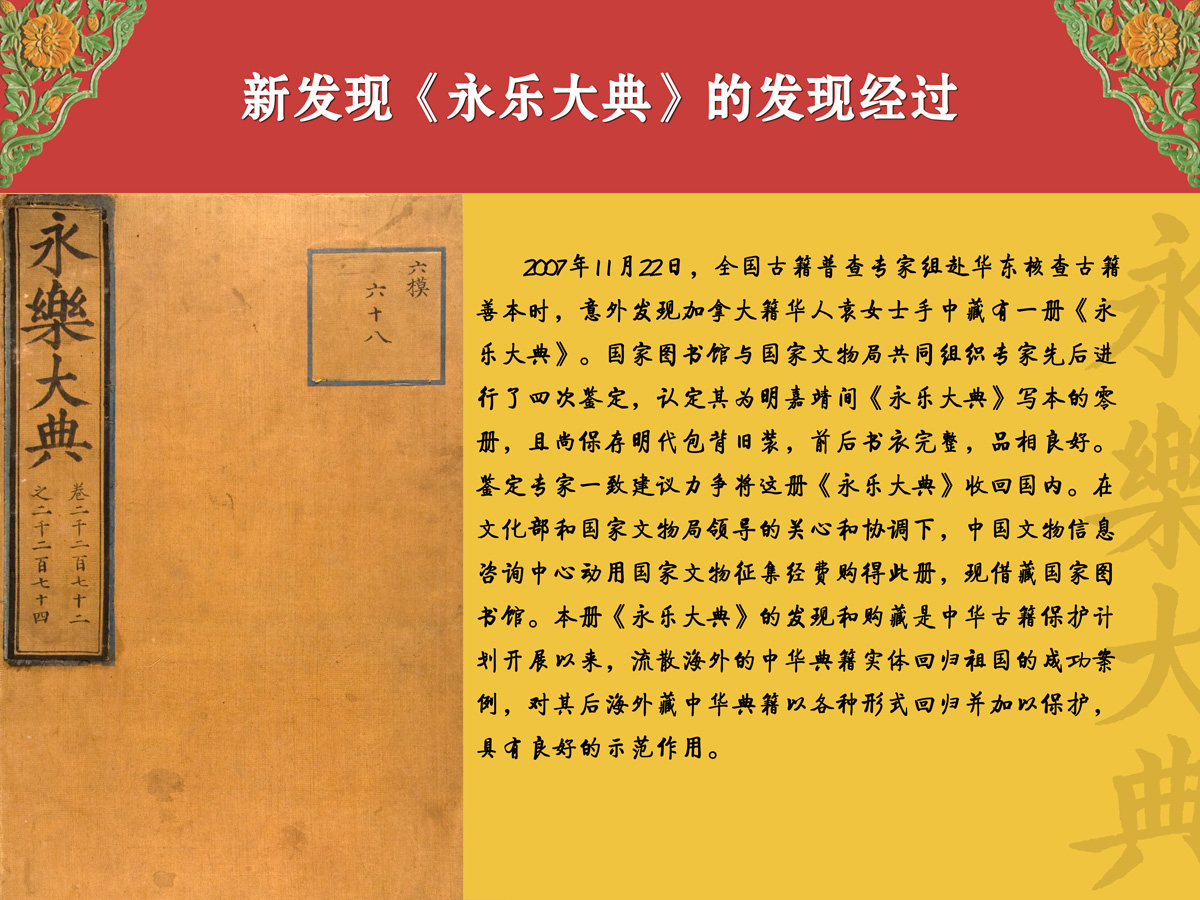 新发现《永乐大典》的发现经过
永樂大典
卷二千二百七十二
之二千二百七十四
六模
六十八
2007年11月22日，全国古籍普查专家组赴华东核查古籍
善本时，意外发现加拿大籍华人袁女士手中藏有一册《永
乐大典》。国家图书馆与国家文物局共同组织专家先后进
行了四次鉴定，认定其为明嘉靖间《永乐大典》写本的零
册，且尚保存明代包背旧装，前后书衣完整，品相良好。
鉴定专家一致建议力争将这册《永乐大典》收回国内。在
文化部和国家文物局领导的关心和协调下，中国文物信息
咨询中心动用国家文物征集经费购得此册，现借藏国家图
书馆。本册《永乐大典》的发现和购藏是中华古籍保护计
划开展以来，流散海外的中华典籍实体回归祖国的成功案
例，对其后海外藏中华典籍以各种形式回归并加以保护，
具有良好的示范作用。
永樂大典